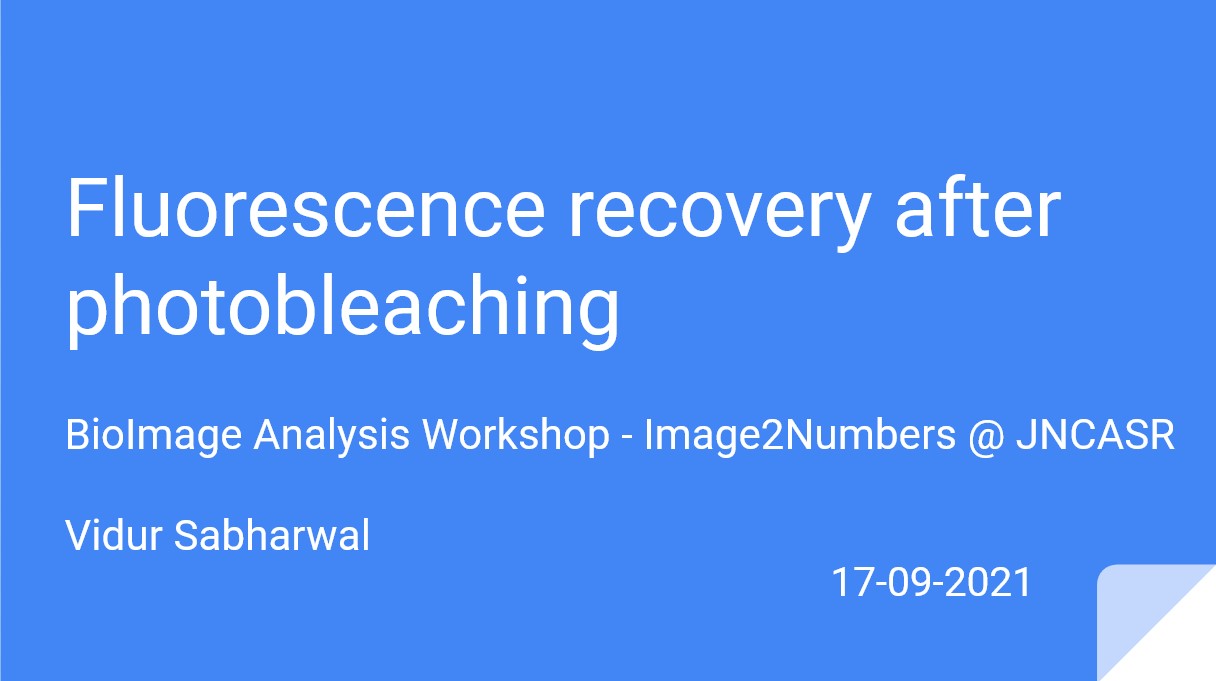 Fluorescence recovery after
photobleaching
BioImage Analysis Workshop - Image2Numbers @ JNCASR
Vidur Sabharwal
17-09-2021